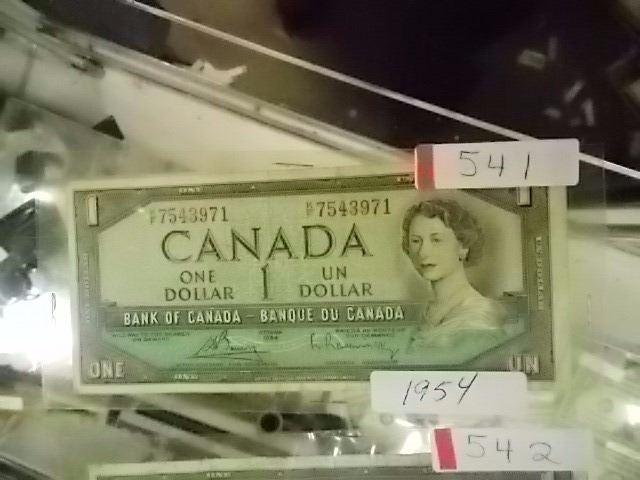 541
7543971 7543971
CANADA
ONE 1 UN
DOLLAR DOLLAR
BANK OF CANADA - BANQUE DU CANADA
ONE UN
1954
542